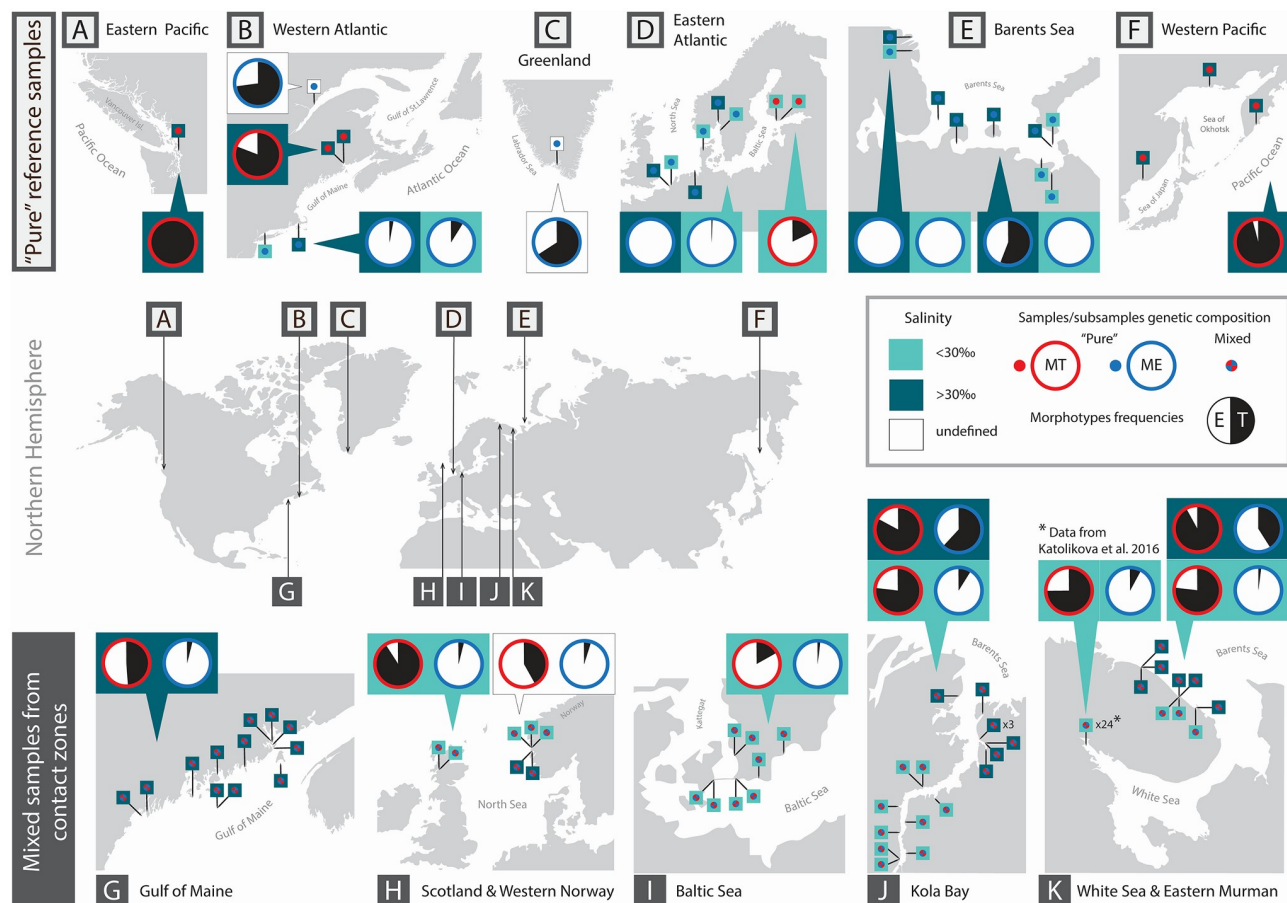 "Pure" reference samples
A Eastern Pacific
Vancouver Isl.
Pacific Ocean
B Western Atlantic
Gulf of St.Lawrence
Gulf of Maine
Atlantic Ocean
C
Greenland
Labrador Sea
D Eastern
Atlantic
North Sea
Baltic Sea
E Barents Sea
Barents Sea
F Western Pacific
Sea of
Okhotsk
Sea of Japan
Pacific Ocean
Northern Hemisphere
A B C D E F
G H I J K
Salinity
<30‰
>30‰
undefined
Samples/subsamples genetic composition
"Pure" Mixed
MT ME
Morphotypes frequencies
E T
Mixed samples from
contact zones
Gulf of Maine
G Gulf of Maine
Norway
North Sea
H Scotland & Western Norway
Kattegat
Baltic Sea
I Baltic Sea
Barents Sea
x3
J Kola Bay
* Data from
Katolikova et al. 2016
Barents Sea
x24*
White Sea
K White Sea & Eastern Murman